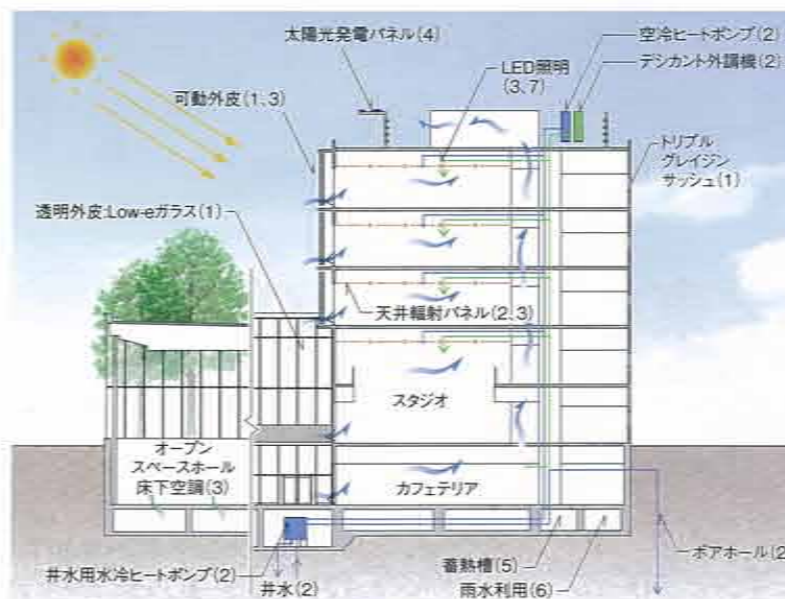 太陽光発電パネル(4)
空冷ヒートポンプ(2)
LED照明
(3、7)
デシカント外調機(2)
可動外皮(1、3)
トリプル
グレイジン
サッシュ(1)
透明外皮:Low-eガラス(1)
天井輻射パネル(2、3)
スタジオ
オープン
スペースホール
床下空調(3)
カフェテリア
蓄熱槽(5)
ボアホール(2
井水用水冷ヒートポンプ(2)
井水(2)
雨水利用(6)